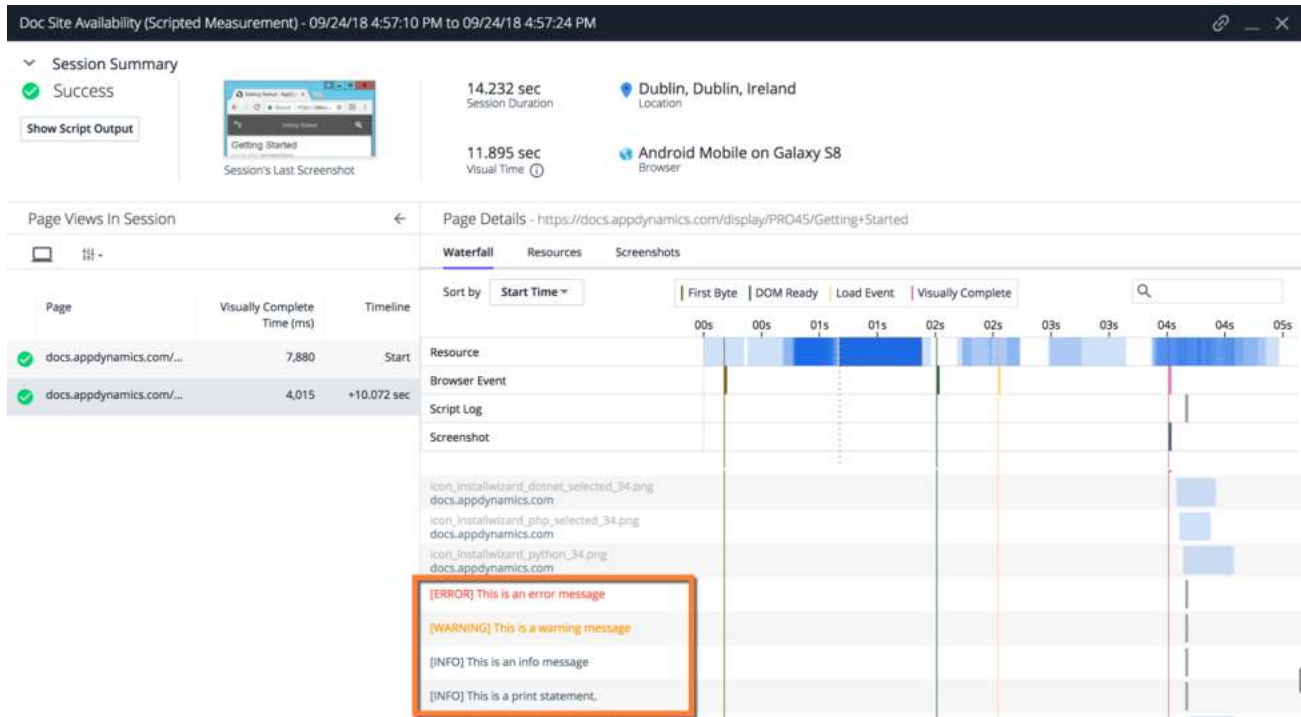 Doc Site Availability (Scripted Measurement) - 09/24/18 4:57:10 PM to 09/24/18 4:57:24 PM
Session Summary
Success
Show Script Output
Getting Started
Getting Started
Session's Last Screenshot
14.232 sec
Session Duration
11.895 sec
Visual Time
Dublin, Dublin, Ireland
Location
Android Mobile on Galaxy S8
Browser
Page Views In Session
Page Visually Complete Time (ms) Timeline
docs.appdynamics.com/... 7,880 Start
docs.appdynamics.com/... 4,015 +10.072 sec
Page Details - https://docs.appdynamics.com/display/PRO45/Getting+Started
Waterfall Resources Screenshots
Sort by Start Time First Byte DOM Ready Load Event Visually Complete
00s 00s 01s 01s 02s 02s 03s 03s 04s 04s 05s
Resource
Browser Event
Script Log
Screenshot
icon_installwizard_dotnet_selected_34.png
docs.appdynamics.com
icon_installwizard_php_selected_34.png
docs.appdynamics.com
icon_installwizard_python_34.png
docs.appdynamics.com
[ERROR] This is an error message
[WARNING] This is a warning message
[INFO] This is an info message
[INFO] This is a print statement.